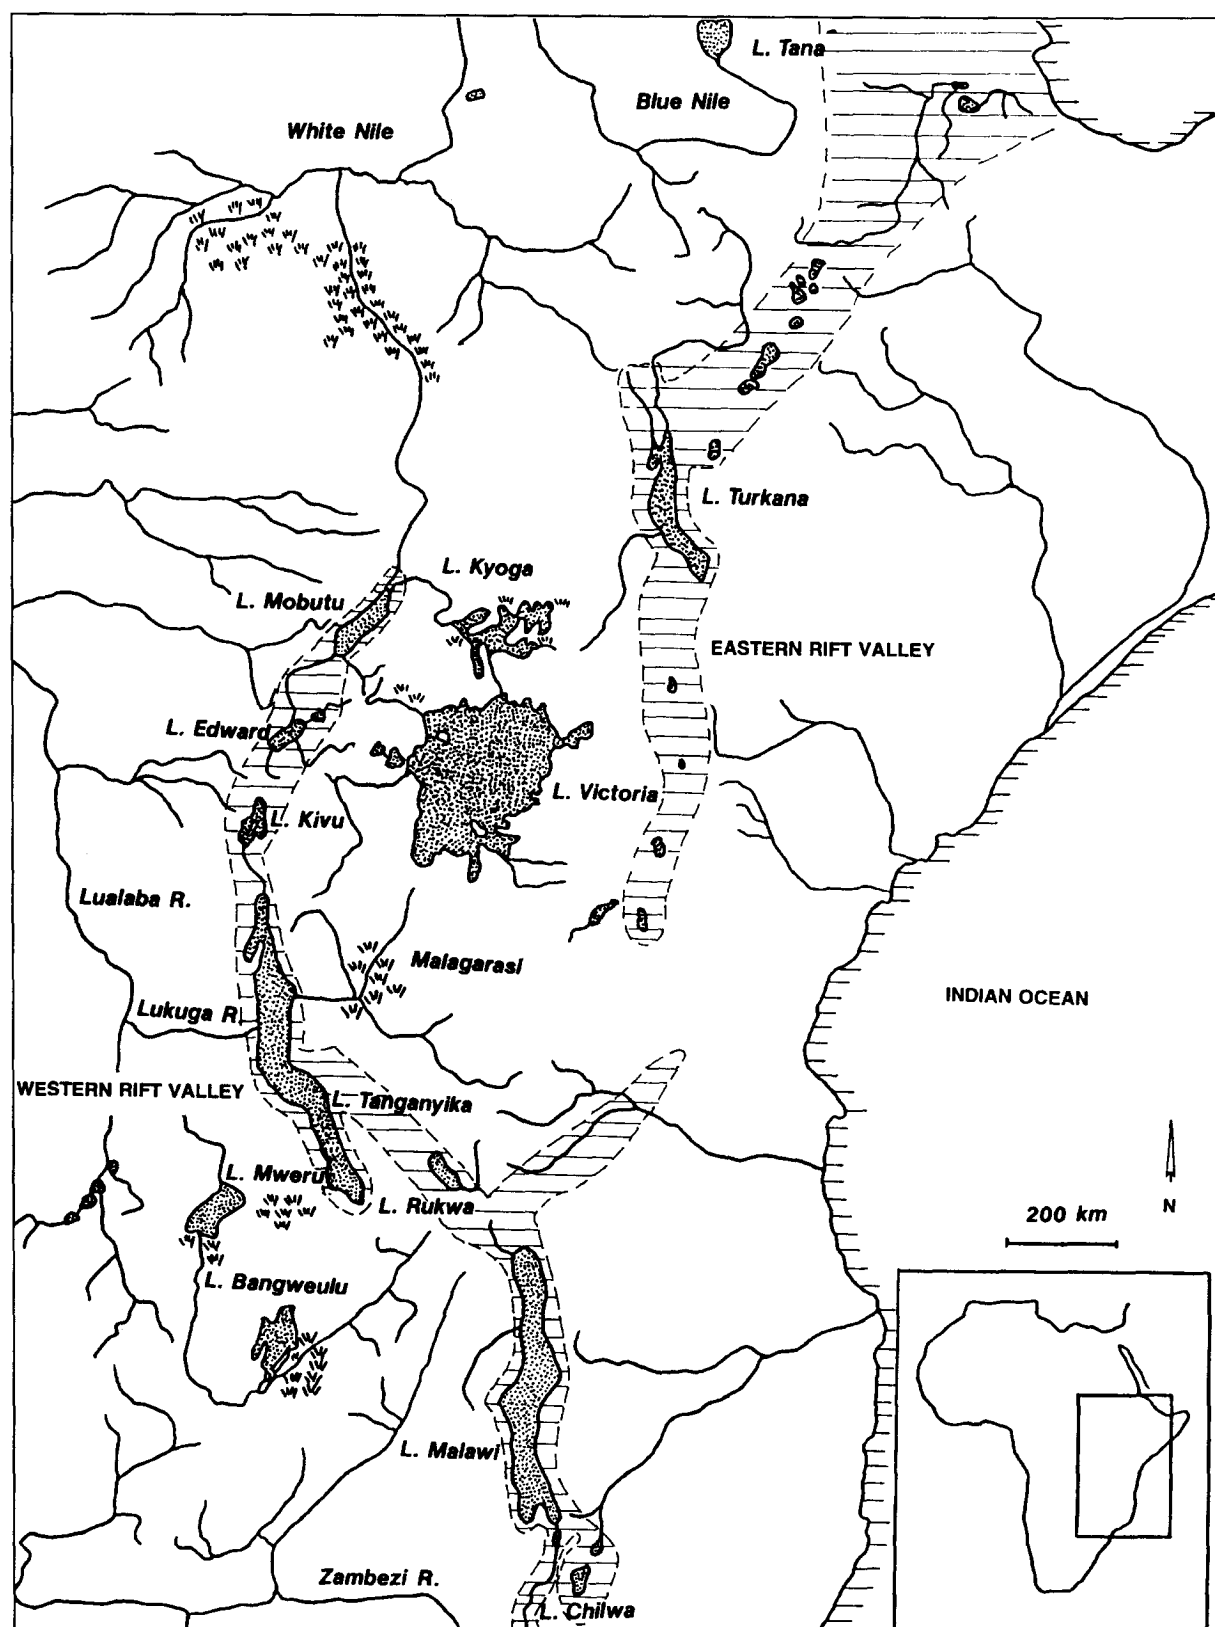 L. Tana
Blue Nile
White Nile
L. Turkana
L. Kyoga
L. Mobutu
EASTERN RIFT VALLEY
L. Edward
L. Victoria
L. Kivu
Lualaba R.
Malagarasi
INDIAN OCEAN
Lukuga R.
WESTERN RIFT VALLEY
L. Tanganyika
L. Mweru
L. Rukwa
N
200 km
L. Bangweulu
L. Malawi
Zambezi R.
L. Chilwa